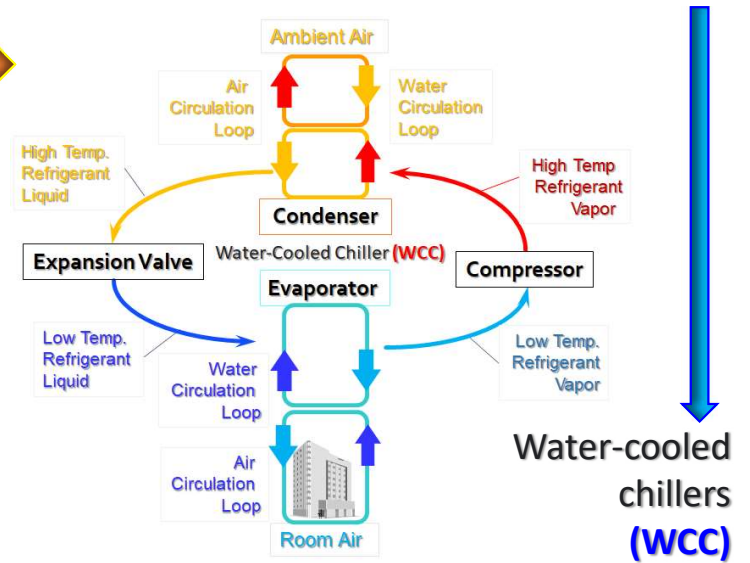 Ambient Air
Air
Circulation
Loop
Water
Circulation
Loop
High Temp.
Refrigerant
Liquid
High Temp
Refrigerant
Vapor
Condenser
Water-Cooled Chiller (WCC)
Expansion Valve
Compressor
Evaporator
Low Temp.
Refrigerant
Liquid
Water
Circulation
Loop
Low Temp.
Refrigerant
Vapor
Air
Circulation
Loop
Room Air
Water-cooled
chillers
(WCC)